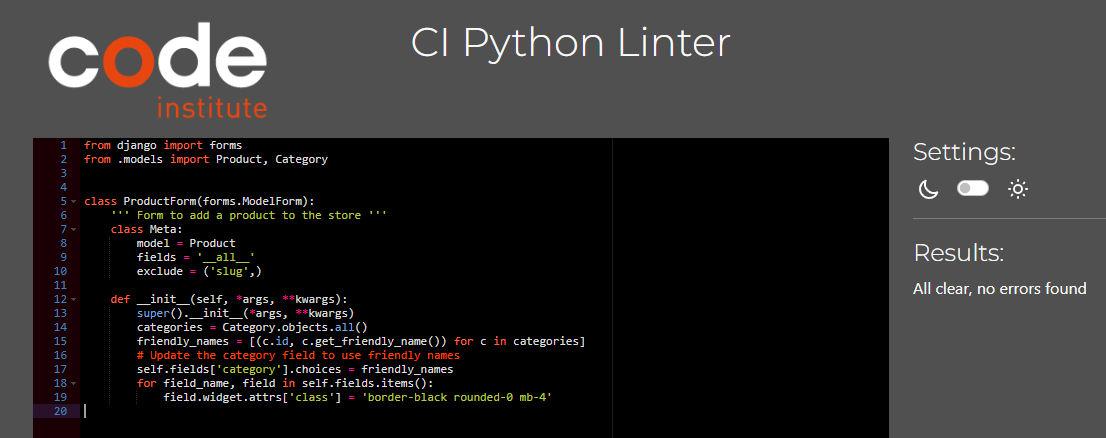 code
institute
CI Python Linter
1 from django import forms
2 from .models import Product, Category
3
4
5 class ProductForm(forms.ModelForm):
6     ''' Form to add a product to the store '''
7     class Meta:
8         model = Product
9         fields = '__all__'
10         exclude = ('slug',)
11
12     def __init__(self, *args, **kwargs):
13         super().__init__(*args, **kwargs)
14         categories = Category.objects.all()
15         friendly_names = [(c.id, c.get_friendly_name()) for c in categories]
16         # Update the category field to use friendly names
17         self.fields['category'].choices = friendly_names
18         for field_name, field in self.fields.items():
19             field.widget.attrs['class'] = 'border-black rounded-0 mb-4'
20
Settings:
Results:
All clear, no errors found